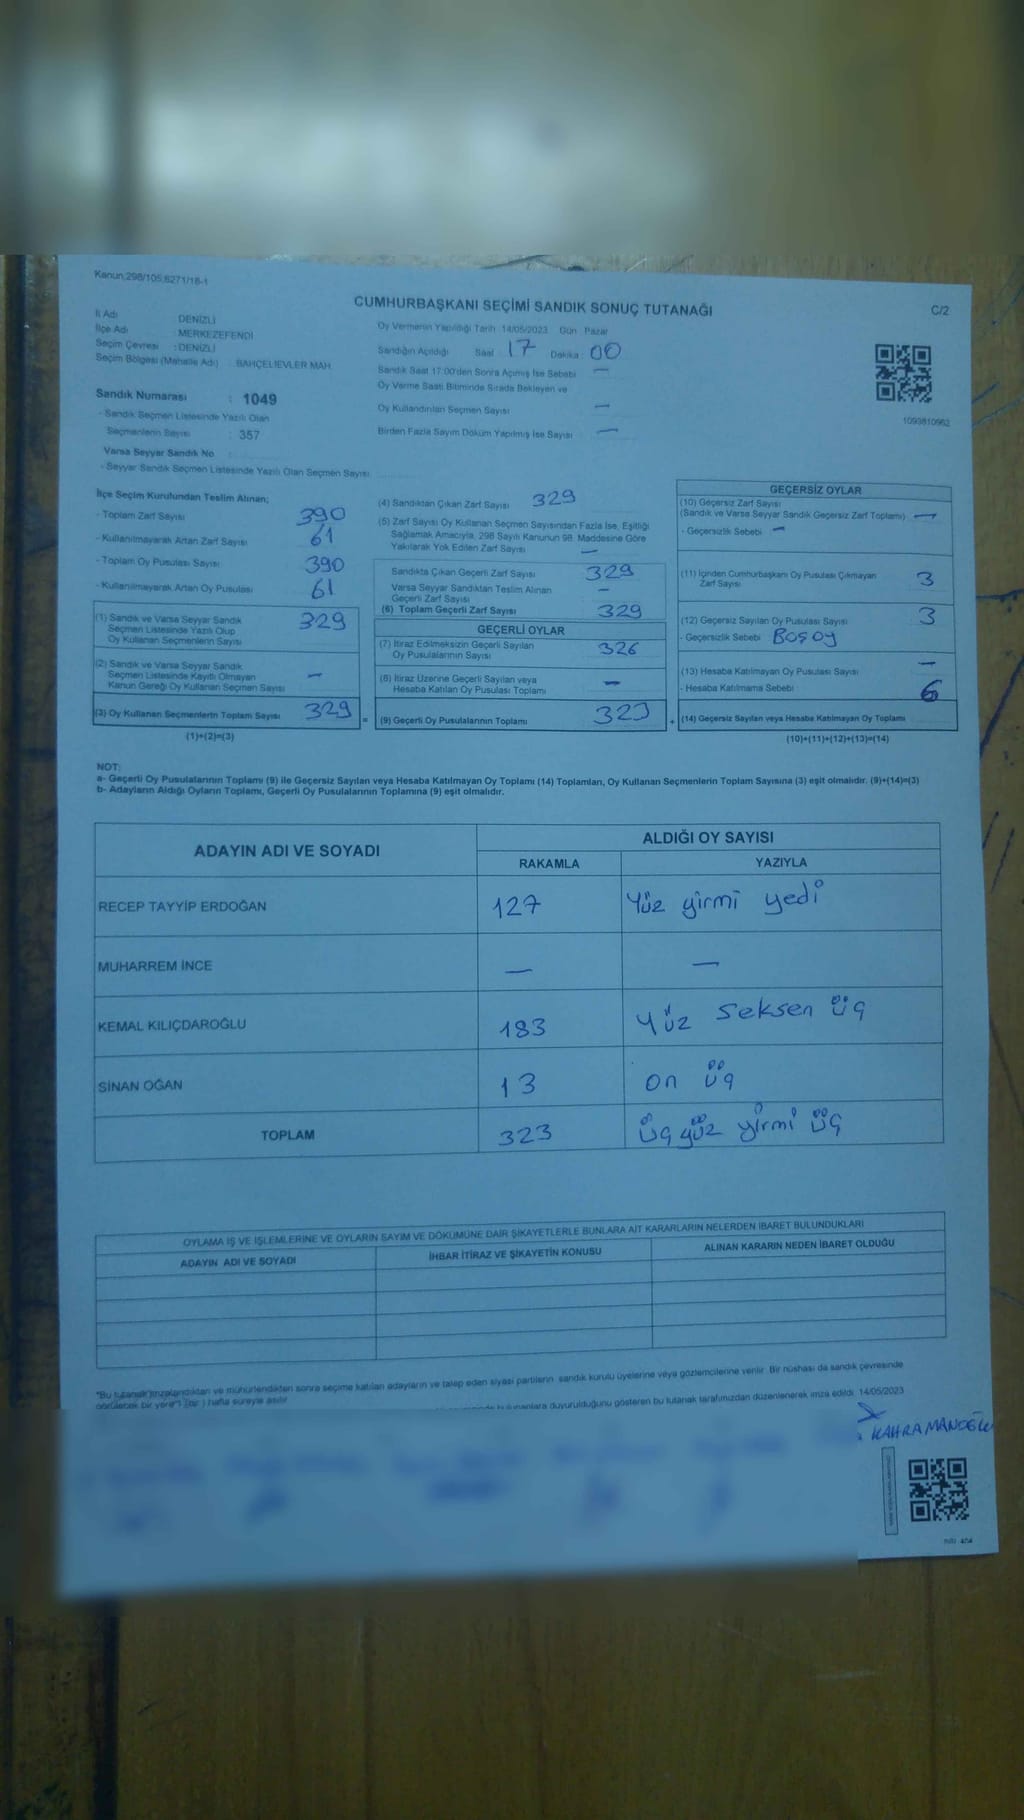 Kanun,298/105,6271/18-1
CUMHURBAŞKANI SEÇİMİ SANDIK SONUÇ TUTANAĞI
C/2
İl Adı : DENİZLİ
İlçe Adı : MERKEZEFENDİ
Seçim Çevresi : DENİZLİ
Seçim Bölgesi (Mahalle Adı) : BAHÇELİEVLER MAH.
Oy Vermenin Yapıldığı Tarih :14/05/2023 Gün : Pazar
Sandığın Açıldığı Saat : 17 Dakika : 00
Sandık Saat 17:00'den Sonra Açılmış İse Sebebi —
Oy Verme Saati Bitiminde Sırada Bekleyen ve
Oy Kullandırılan Seçmen Sayısı —
Birden Fazla Sayım Döküm Yapılmış İse Sayısı —
1093810962
Sandık Numarası : 1049
- Sandık Seçmen Listesinde Yazılı Olan
Seçmenlerin Sayısı : 357
Varsa Seyyar Sandık No :
- Seyyar Sandık Seçmen Listesinde Yazılı Olan Seçmen Sayısı
İlçe Seçim Kurulundan Teslim Alınan;
- Toplam Zarf Sayısı 390
- Kullanılmayarak Artan Zarf Sayısı 61
- Toplam Oy Pusulası Sayısı 390
- Kullanılmayarak Artan Oy Pusulası 61
(1) Sandık ve Varsa Seyyar Sandık
Seçmen Listesinde Yazılı Olup
Oy Kullanan Seçmenlerin Sayısı 329
(2) Sandık ve Varsa Seyyar Sandık
Seçmen Listesinde Kayıtlı Olmayan
Kanun Gereği Oy Kullanan Seçmen Sayısı —
(3) Oy Kullanan Seçmenlerin Toplam Sayısı 329 =
(1)+(2)=(3)
(4) Sandıktan Çıkan Zarf Sayısı 329
(5) Zarf Sayısı Oy Kullanan Seçmen Sayısından Fazla İse, Eşitliği
Sağlamak Amacıyla, 298 Sayılı Kanunun 98. Maddesine Göre
Yakılarak Yok Edilen Zarf Sayısı —
Sandıkta Çıkan Geçerli Zarf Sayısı 329
Varsa Seyyar Sandıktan Teslim Alınan
Geçerli Zarf Sayısı —
(6) Toplam Geçerli Zarf Sayısı 329
GEÇERLİ OYLAR
(7) İtiraz Edilmeksizin Geçerli Sayılan
Oy Pusulalarının Sayısı 326
(8) İtiraz Üzerine Geçerli Sayılan veya
Hesaba Katılan Oy Pusulası Toplamı —
(9) Geçerli Oy Pusulalarının Toplamı 323 +
GEÇERSİZ OYLAR
(10) Geçersiz Zarf Sayısı
(Sandık ve Varsa Seyyar Sandık Geçersiz Zarf Toplamı) —
- Geçersizlik Sebebi —
(11) İçinden Cumhurbaşkanı Oy Pusulası Çıkmayan
Zarf Sayısı 3
(12) Geçersiz Sayılan Oy Pusulası Sayısı 3
- Geçersizlik Sebebi BOŞ OY
(13) Hesaba Katılmayan Oy Pusulası Sayısı —
- Hesaba Katılmama Sebebi
(14) Geçersiz Sayılan veya Hesaba Katılmayan Oy Toplamı 6
(10)+(11)+(12)+(13)=(14)
NOT:
a- Geçerli Oy Pusulalarının Toplamı (9) ile Geçersiz Sayılan veya Hesaba Katılmayan Oy Toplamı (14) Toplamları, Oy Kullanan Seçmenlerin Toplam Sayısına (3) eşit olmalıdır. (9)+(14)=(3)
b- Adayların Aldığı Oyların Toplamı, Geçerli Oy Pusulalarının Toplamına (9) eşit olmalıdır.
ADAYIN ADI VE SOYADI
ALDIĞI OY SAYISI
RAKAMLA YAZIYLA
RECEP TAYYİP ERDOĞAN 127 Yüz yirmi yedi
MUHARREM İNCE — —
KEMAL KILIÇDAROĞLU 183 Yüz seksen üç
SİNAN OĞAN 13 on üç
TOPLAM 323 üç yüz yirmi üç
OYLAMA İŞ VE İŞLEMLERİNE VE OYLARIN SAYIM VE DÖKÜMÜNE DAİR ŞİKAYETLERLE BUNLARA AİT KARARLARIN NELERDEN İBARET BULUNDUKLARI
ADAYIN ADI VE SOYADI İHBAR İTİRAZ VE ŞİKAYETİN KONUSU ALINAN KARARIN NEDEN İBARET OLDUĞU
"Bu tutanak imzalandıktan ve mühürlendikten sonra seçime katılan adayların ve talep eden siyasi partilerin sandık kurulu üyelerine veya gözlemcilerine verilir. Bir nüshası da sandık çevresinde
görülecek bir yere 1 (bir) hafta süreyle asılır.
duyurulduğunu gösteren bu tutanak tarafımızdan düzenlenerek imza edildi. 14/05/2023
KAHRAMANOĞLU